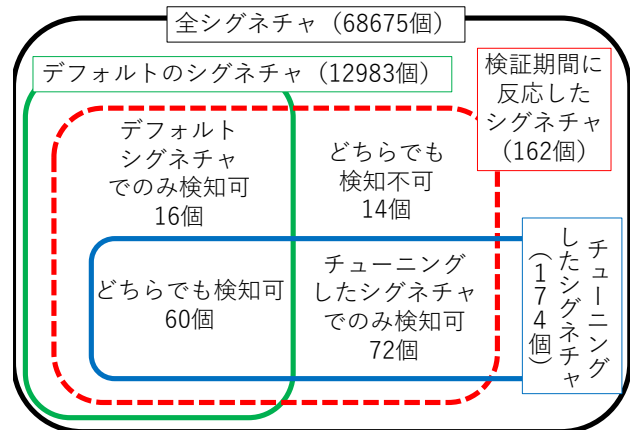 全シグネチャ（68675個）
デフォルトのシグネチャ（12983個）
検証期間に
反応した
シグネチャ
（162個）
デフォルト
シグネチャ
でのみ検知可
16個
どちらでも
検知不可
14個
どちらでも検知可
60個
チューニング
したシグネチャ
でのみ検知可
72個
チューニング
したシグネチャ
（174個）